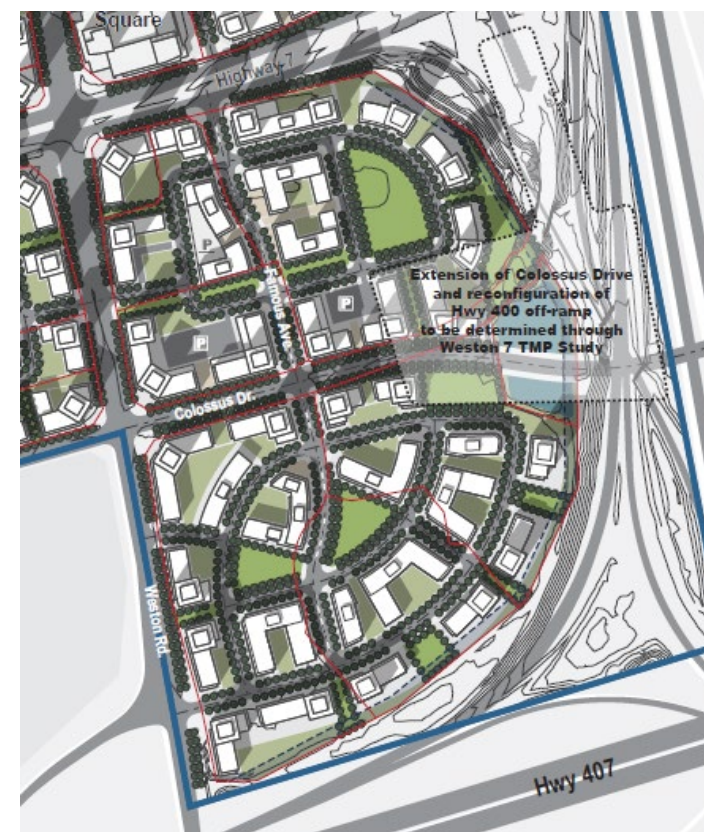 Square
Highway 7
P
Famous Ave.
Extension of Colossus Drive
and reconfiguration of
Hwy 400 off-ramp
to be determined through
Weston 7 TMP Study
P
P
Colossus Dr.
Weston Rd.
Hwy 407